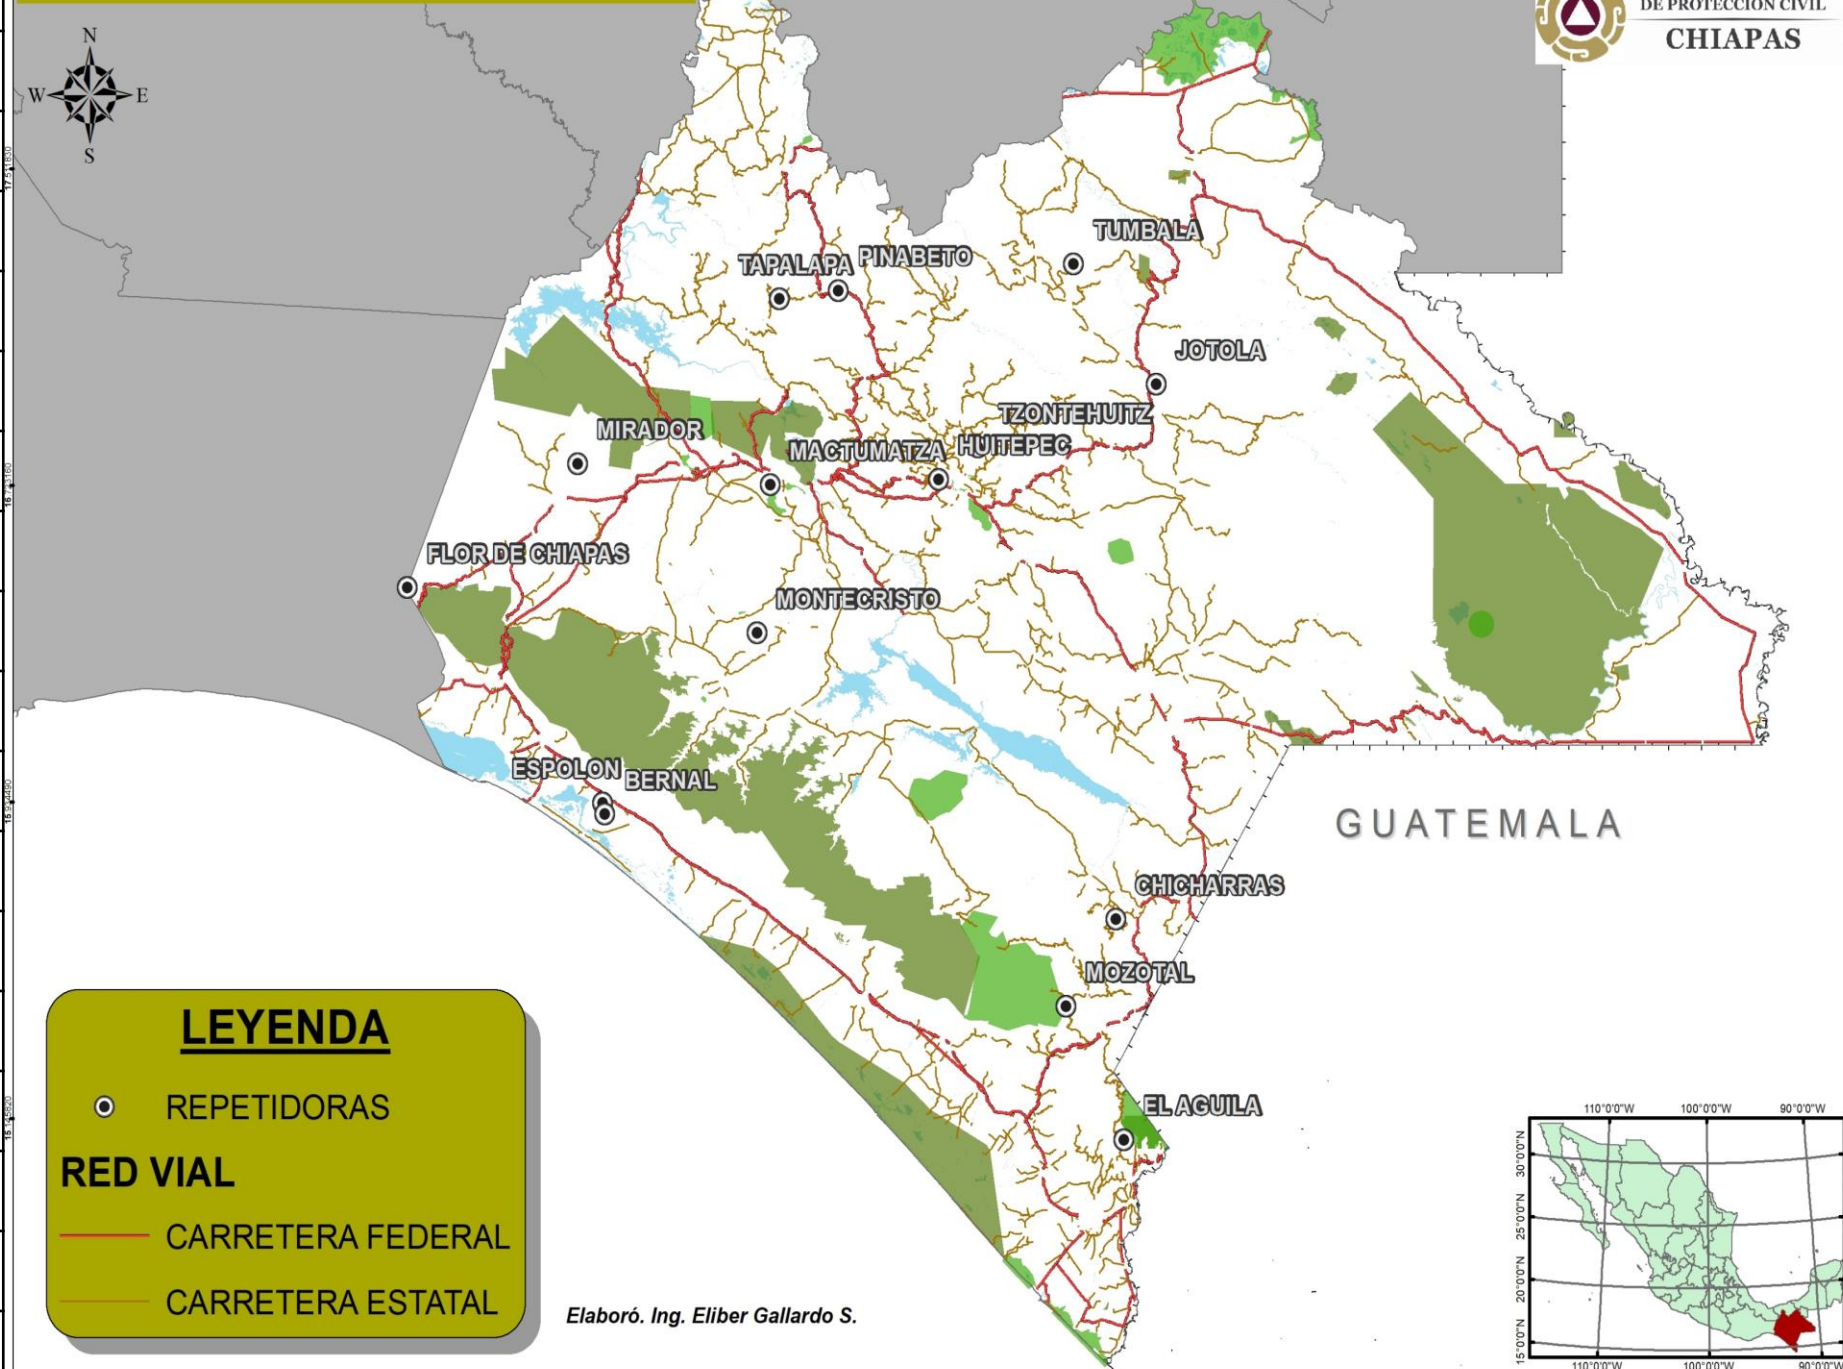 DE PROTECCIÓN CIVIL
CHIAPAS
N
W
E
S
TUMBALA
TAPALAPA
PINABETO
JOTOLA
TZONTEHUITZ
MIRADOR
MACTUMATZA
HUITEPEC
FLOR DE CHIAPAS
MONTECRISTO
ESPOLON
BERNAL
GUATEMALA
CHICHARRAS
MOZOTAL
EL AGUILA
LEYENDA
REPETIDORAS
RED VIAL
CARRETERA FEDERAL
CARRETERA ESTATAL
Elaboró. Ing. Eliber Gallardo S.
110°0'0"W 100°0'0"W 90°0'0"W
30°0'0"N
25°0'0"N
20°0'0"N
15°0'0"N
110°0'0"W 100°0'0"W 90°0'0"W